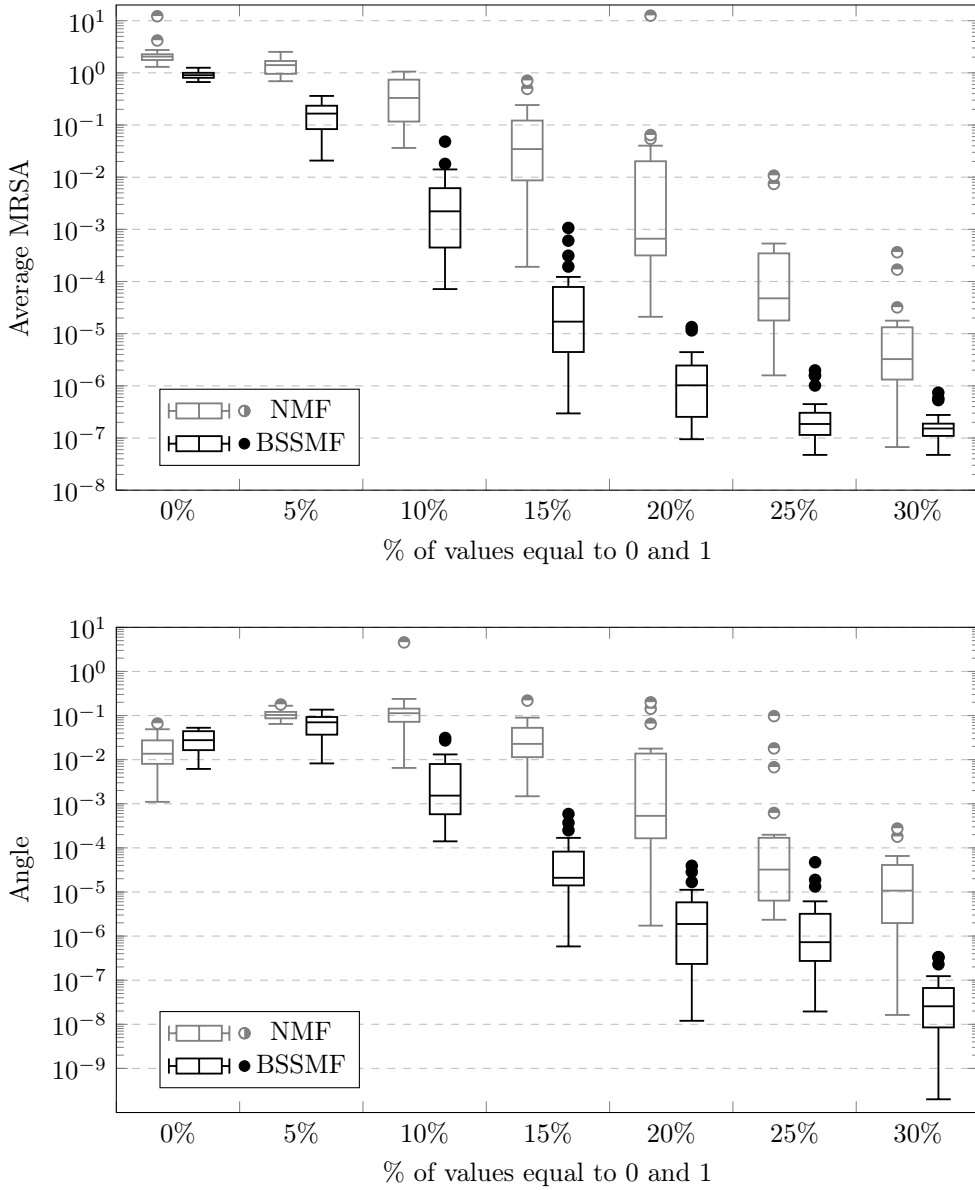 Average MRSA
10^1
10^0
10^−1
10^−2
10^−3
10^−4
10^−5
10^−6
10^−7
10^−8
NMF
BSSMF
0% 5% 10% 15% 20% 25% 30%
% of values equal to 0 and 1
Angle
10^1
10^0
10^−1
10^−2
10^−3
10^−4
10^−5
10^−6
10^−7
10^−8
10^−9
NMF
BSSMF
0% 5% 10% 15% 20% 25% 30%
% of values equal to 0 and 1